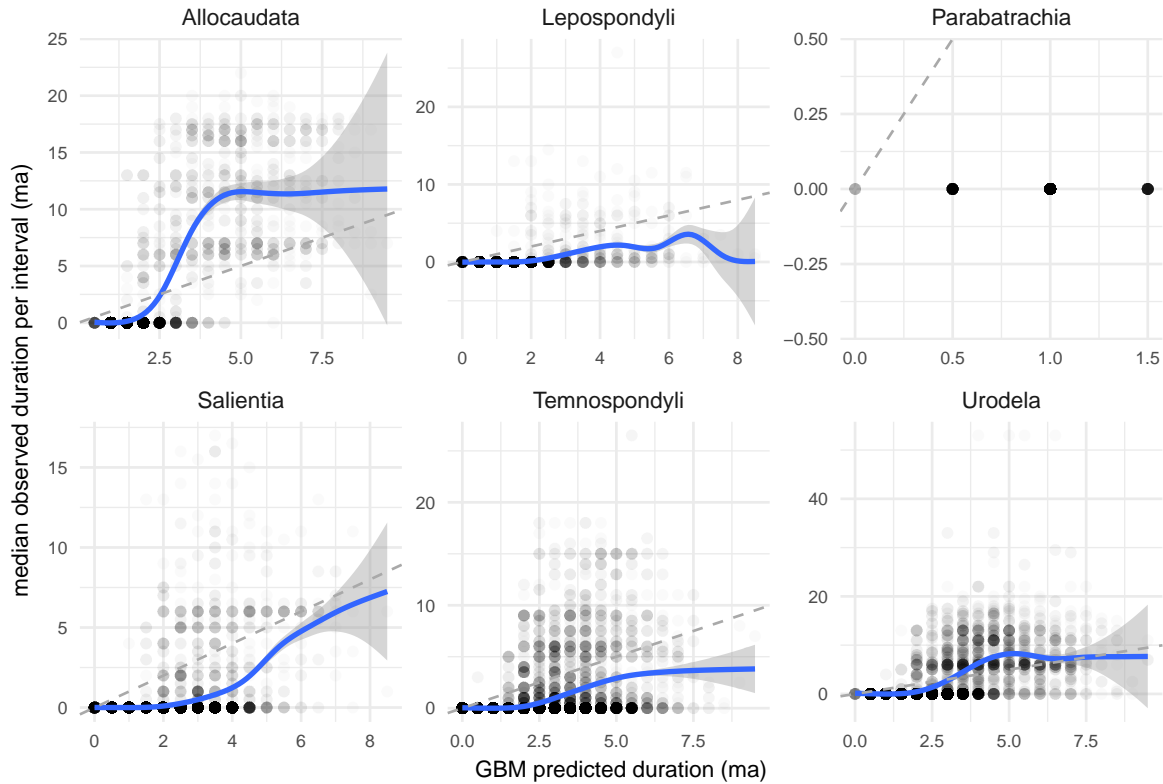 Allocaudata Lepospondyli Parabatrachia
25
20
15
10
5
0
2.5 5.0 7.5
20
10
0
0 2 4 6 8
0.50
0.25
0.00
−0.25
−0.50
0.0 0.5 1.0 1.5
Salientia Temnospondyli Urodela
15
10
5
0
0 2 4 6 8
20
10
0
0.0 2.5 5.0 7.5
40
20
0
0.0 2.5 5.0 7.5
median observed duration per interval (ma)
GBM predicted duration (ma)